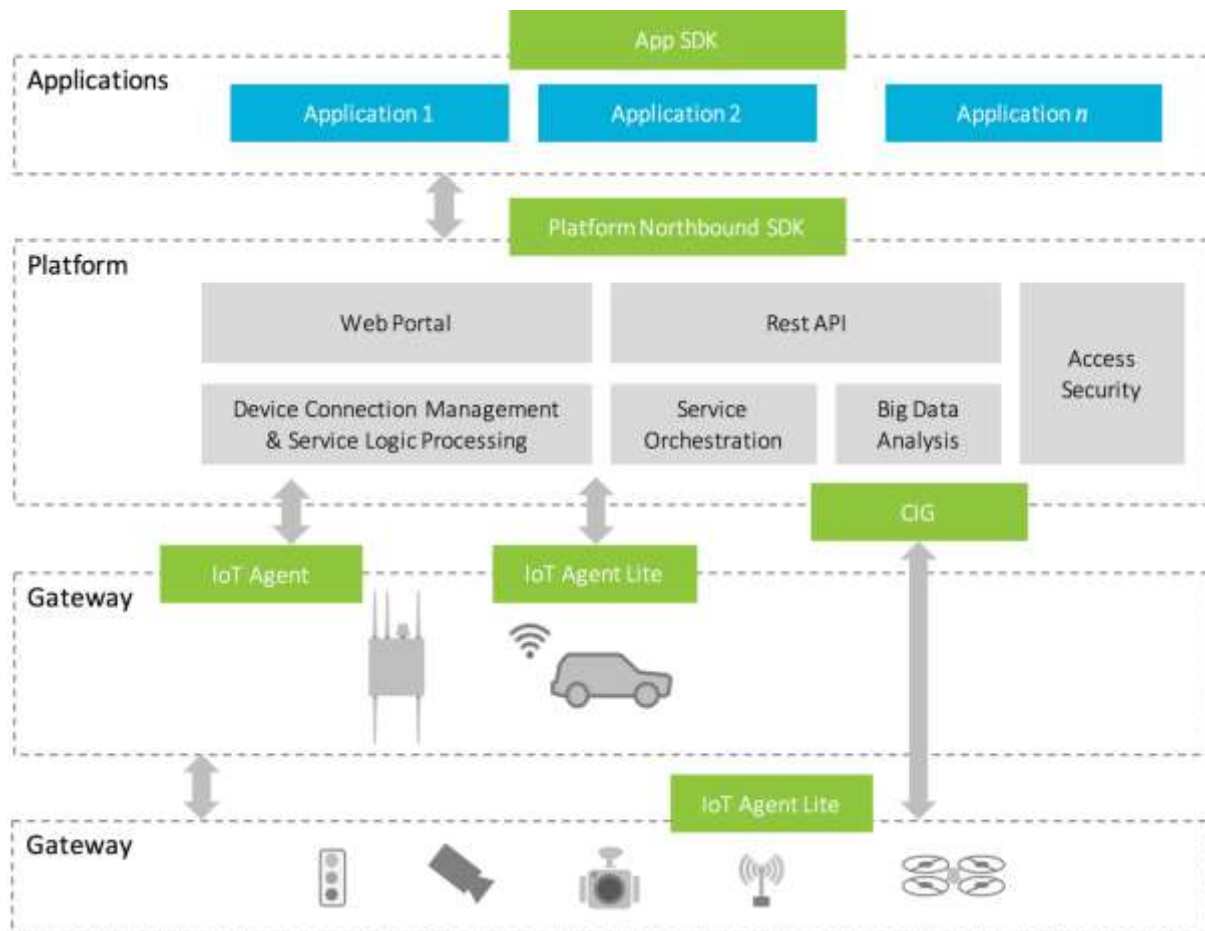 App SDK
Applications
Application 1
Application 2
Application n
Platform Northbound SDK
Platform
Web Portal
Rest API
Access
Security
Device Connection Management
& Service Logic Processing
Service
Orchestration
Big Data
Analysis
CIG
IoT Agent
IoT Agent Lite
Gateway
IoT Agent Lite
Gateway